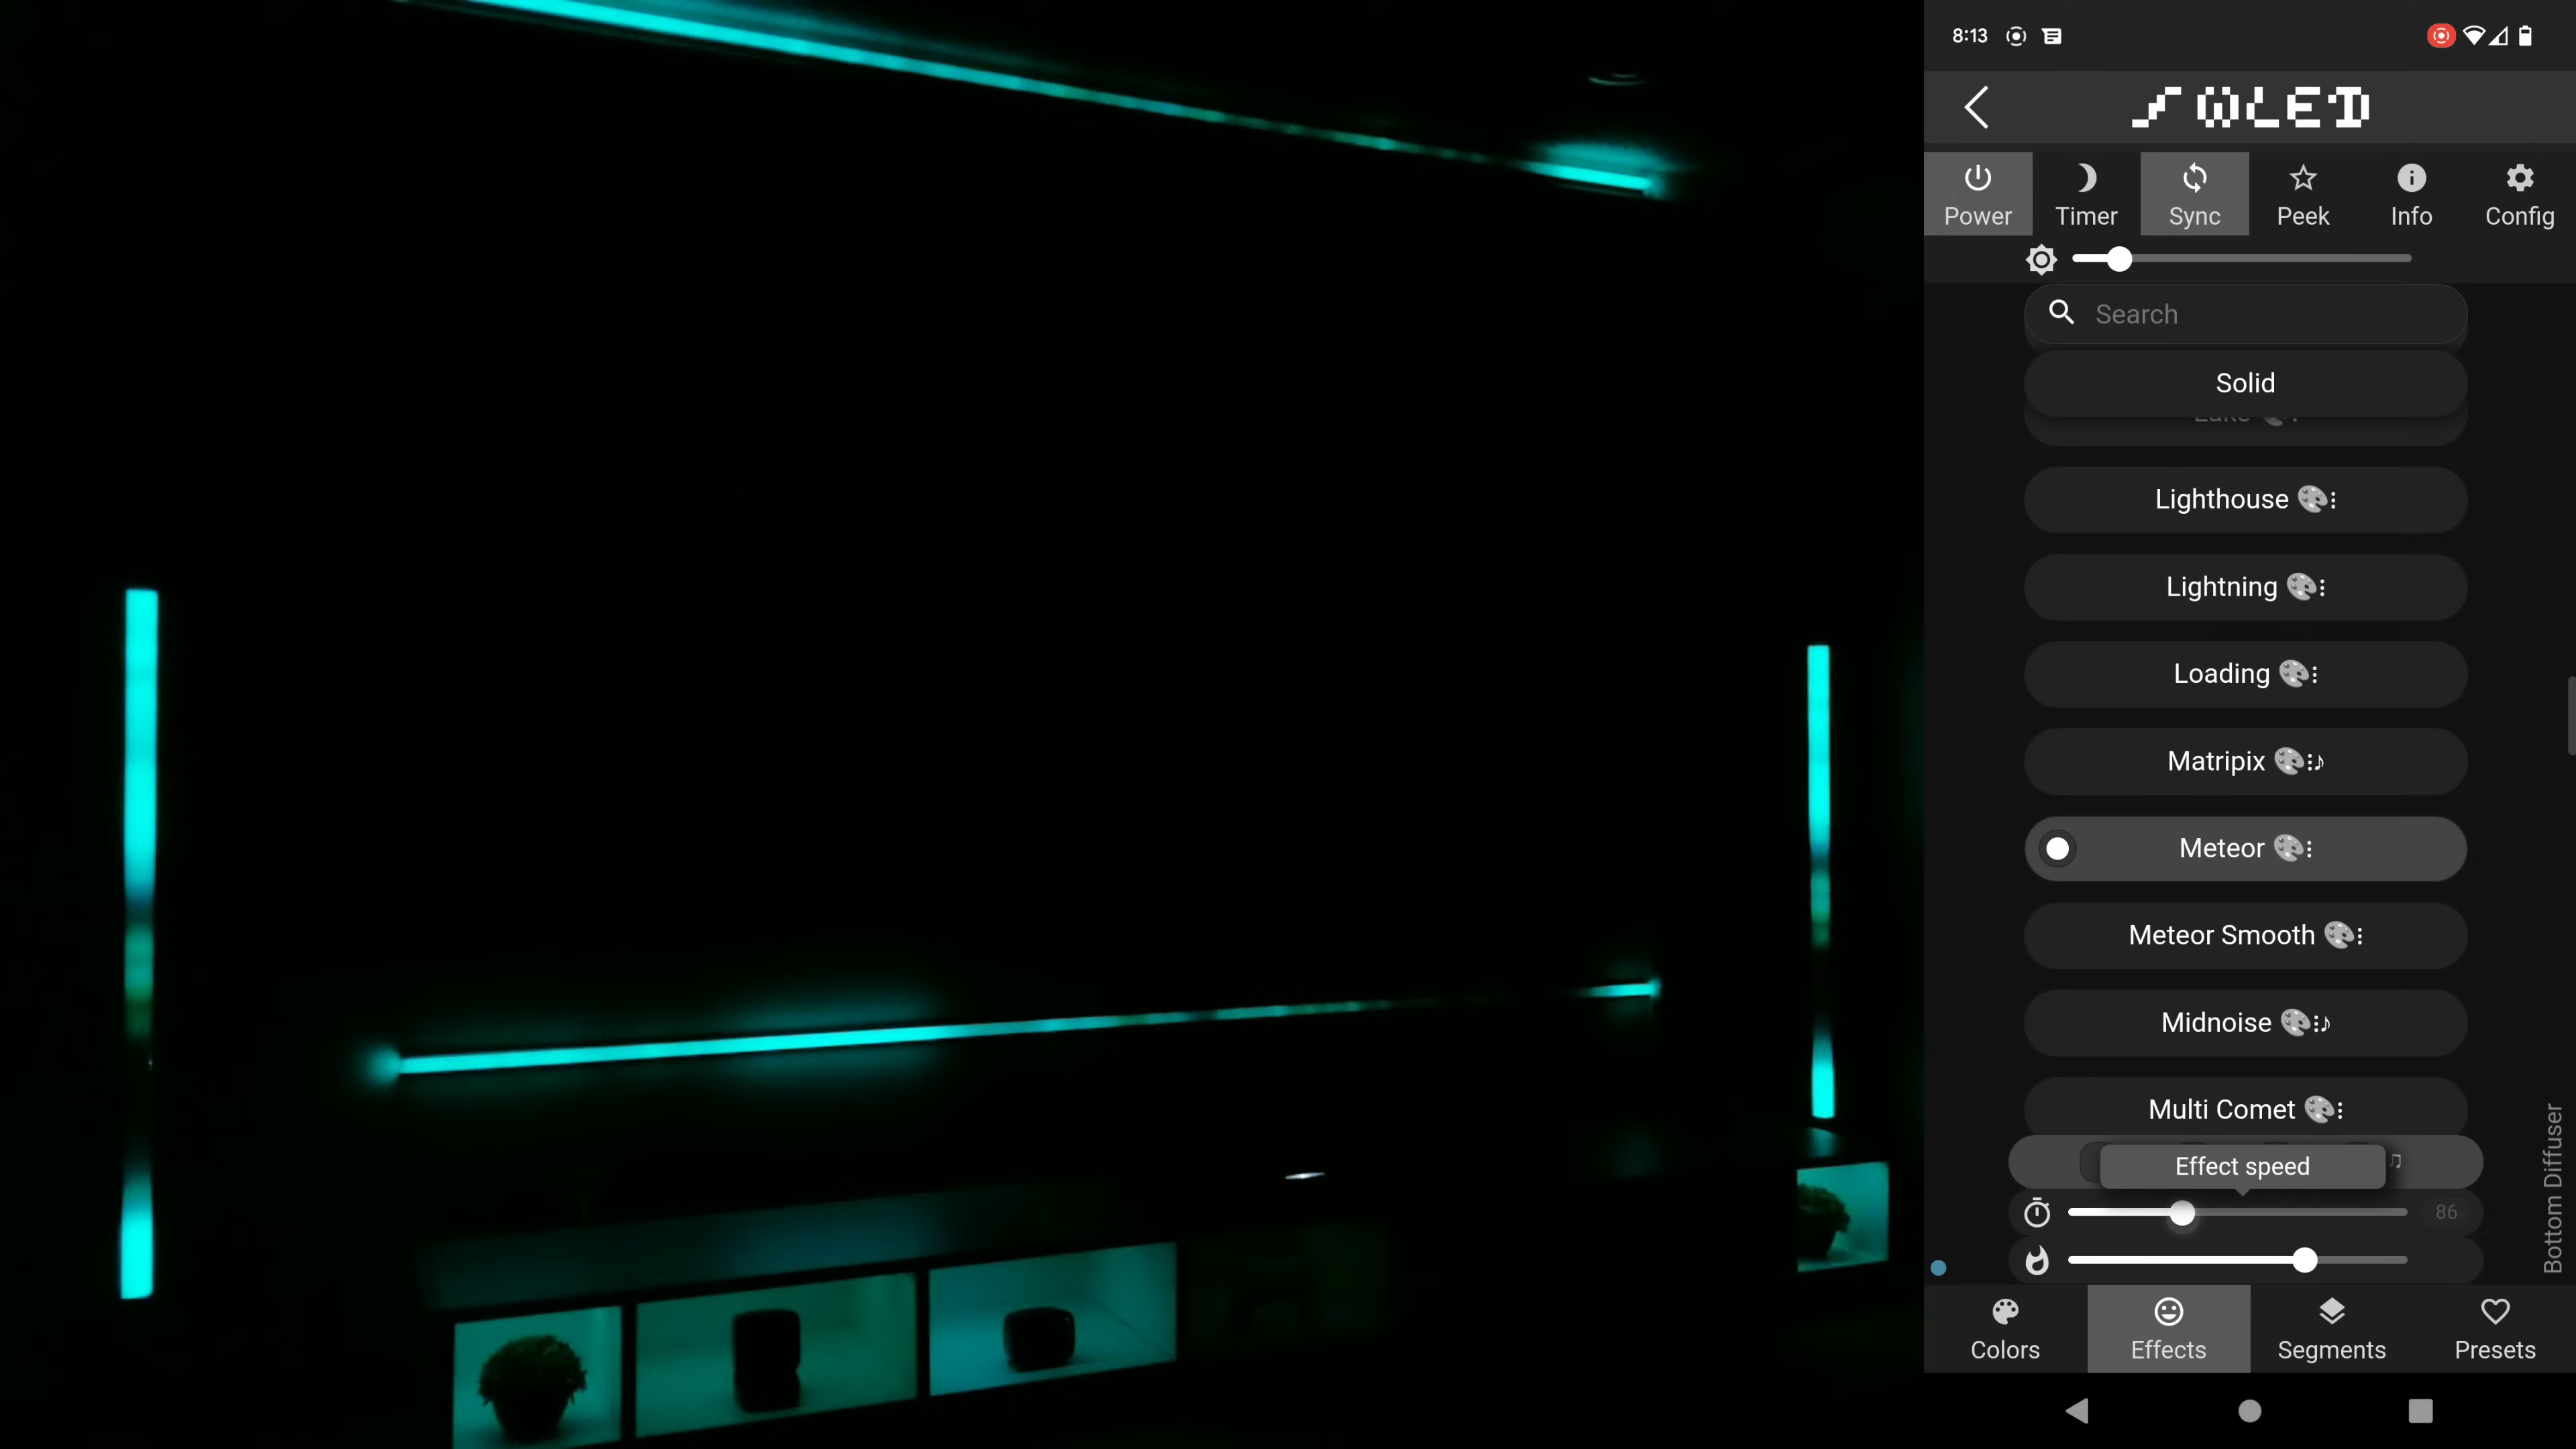 8:13
WLED
Power Timer Sync Peek Info Config
Search
Solid
Lake
Lighthouse
Lightning
Loading
Matripix
Meteor
Meteor Smooth
Midnoise
Multi Comet
Effect speed
86
Bottom Diffuser
Colors Effects Segments Presets